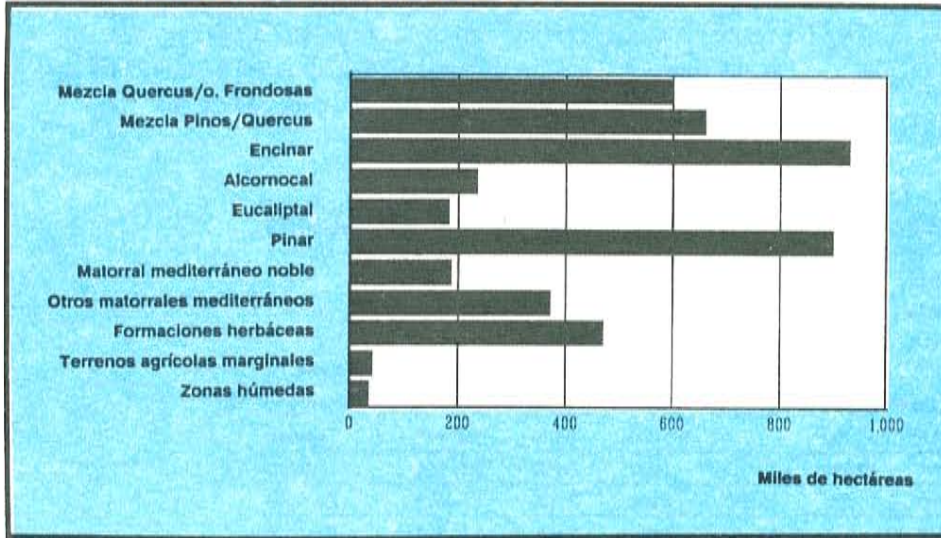 Mezcla Quercus/o. Frondosas
Mezcla Pinos/Quercus
Encinar
Alcornocal
Eucaliptal
Pinar
Matorral mediterráneo noble
Otros matorrales mediterráneos
Formaciones herbáceas
Terrenos agrícolas marginales
Zonas húmedas
0 200 400 600 800 1.000
Miles de hectáreas